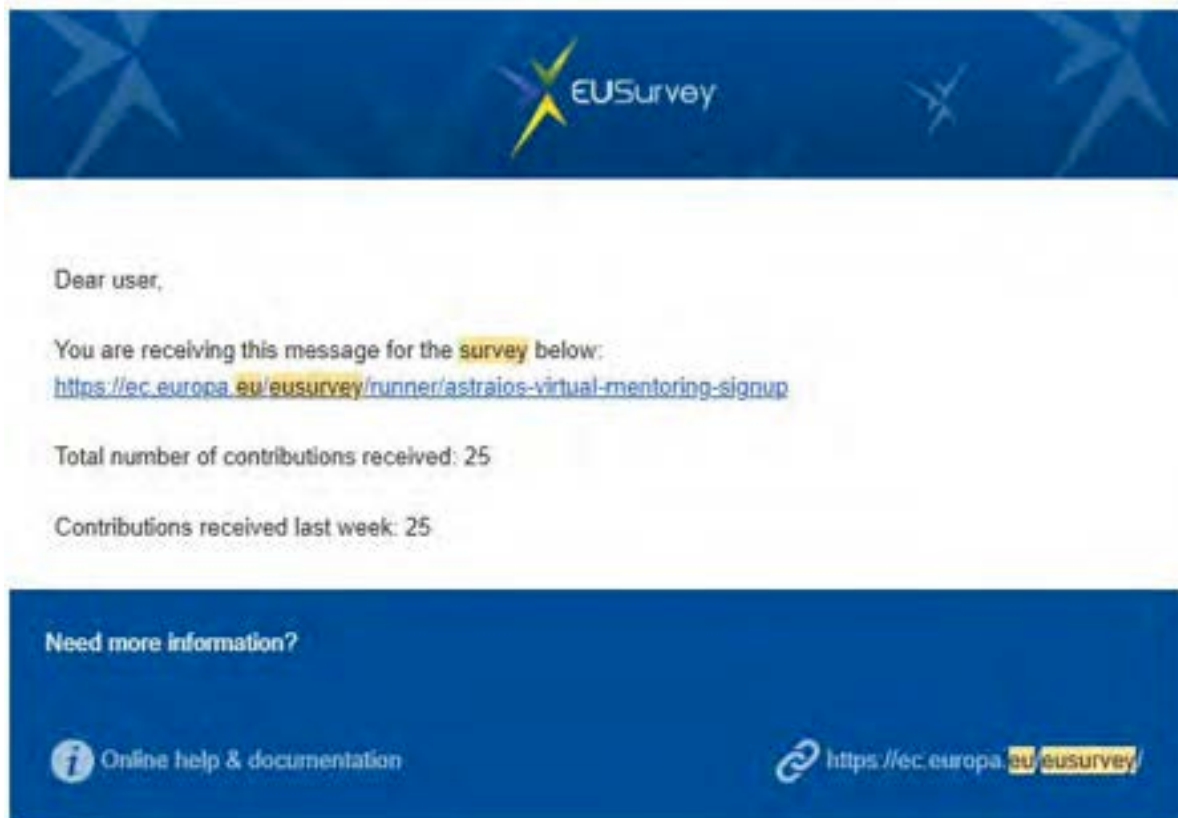 EUSurvey
Dear user,
You are receiving this message for the survey below:
https://ec.europa.eu/eusurvey/runner/astraios-virtual-mentoring-signup
Total number of contributions received: 25
Contributions received last week: 25
Need more information?
Online help & documentation
https://ec.europa.eu/eusurvey/